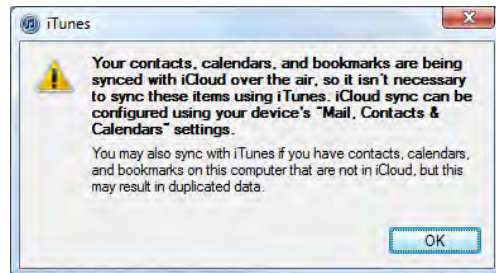 iTunes
Your contacts, calendars, and bookmarks are being
synced with iCloud over the air, so it isn't necessary
to sync these items using iTunes. iCloud sync can be
configured using your device's "Mail, Contacts &
Calendars" settings.
You may also sync with iTunes if you have contacts, calendars,
and bookmarks on this computer that are not in iCloud, but this
may result in duplicated data.
OK